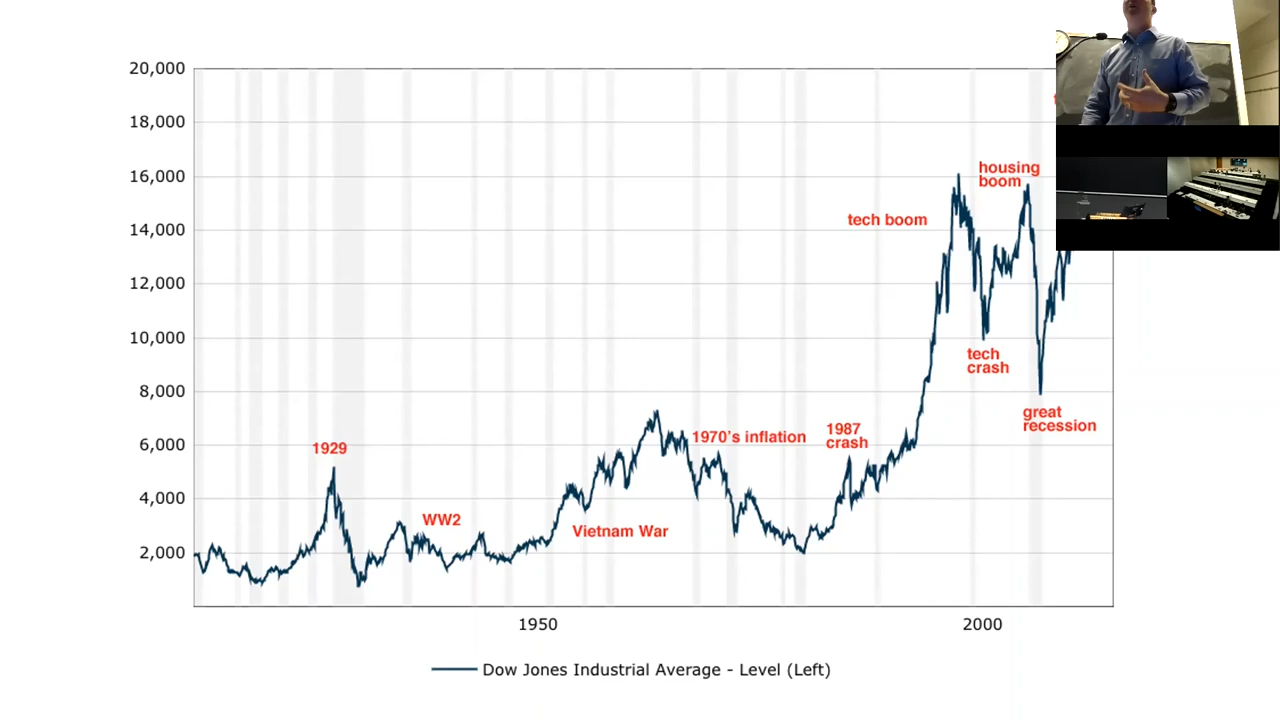 20,000
18,000
16,000
14,000
12,000
10,000
8,000
6,000
4,000
2,000
housing
boom
tech boom
tech
crash
great
recession
1987
crash
1970's inflation
1929
WW2
Vietnam War
1950
2000
Dow Jones Industrial Average - Level (Left)